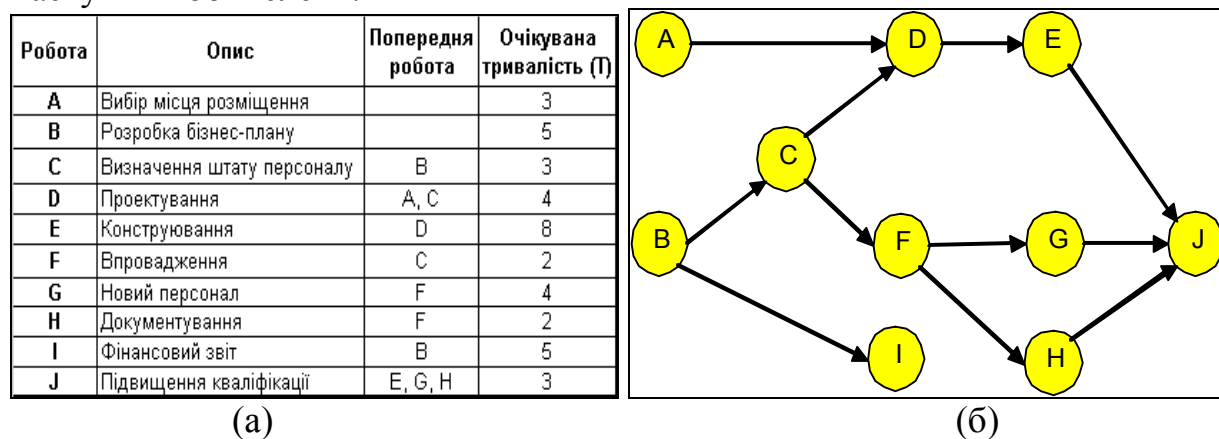 Робота Опис Попередня робота Очікувана тривалість (Т)
A Вибір місця розміщення 3
B Розробка бізнес-плану 5
C Визначення штату персоналу B 3
D Проектування A, C 4
E Конструювання D 8
F Впровадження C 2
G Новий персонал F 4
H Документування F 2
I Фінансовий звіт B 5
J Підвищення кваліфікації E, G, H 3
(а)
A D E
C
B F G J
I H
(б)